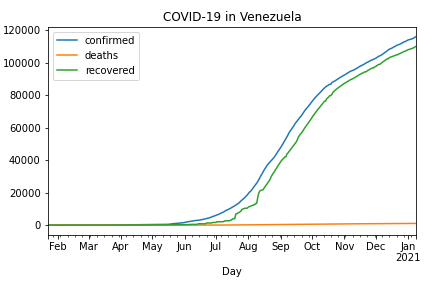 COVID-19 in Venezuela
120000
100000
80000
60000
40000
20000
0
confirmed
deaths
recovered
Feb Mar Apr May Jun Jul Aug Sep Oct Nov Dec Jan
2021
Day